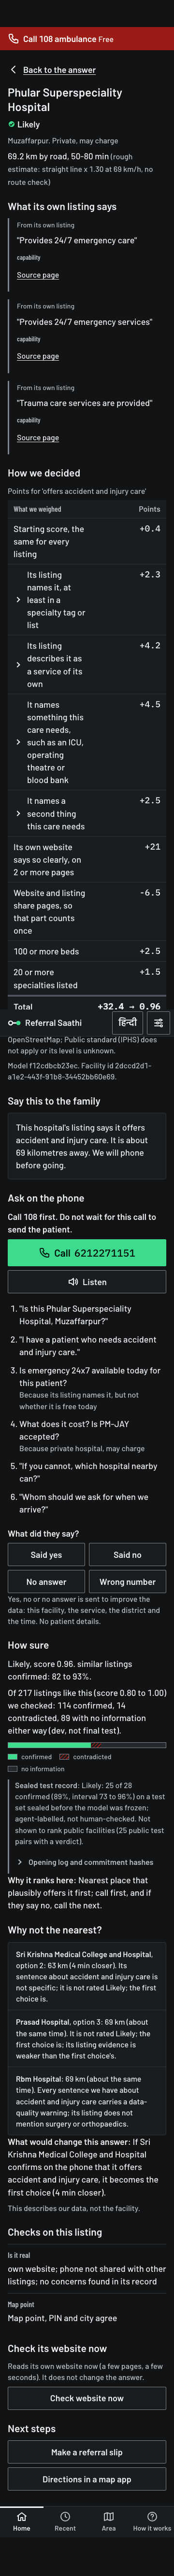 Call 108 ambulance Free
Back to the answer
Phular Superspeciality
Hospital
Likely
Muzaffarpur. Private, may charge
69.2 km by road, 50-80 min (rough
estimate: straight line x 1.30 at 69 km/h, no
route check)
What its own listing says
From its own listing
"Provides 24/7 emergency care"
capability
Source page
From its own listing
"Provides 24/7 emergency services"
capability
Source page
From its own listing
"Trauma care services are provided"
capability
Source page
How we decided
Points for 'offers accident and injury care'
What we weighed Points
Starting score, the +0.4
same for every
listing
Its listing +2.3
names it, at
least in a
specialty tag or
list
Its listing +4.2
describes it as
a service of its
own
It names +4.5
something this
care needs,
such as an ICU,
operating
theatre or
blood bank
It names a +2.5
second thing
this care needs
Its own website +21
says so clearly, on
2 or more pages
Website and listing -6.5
share pages, so
that part counts
once
100 or more beds +2.5
20 or more +1.5
specialties listed
Total +32.4 → 0.96
Referral Saathi हिन्दी
OpenStreetMap; Public standard (IPHS) does
not apply or its level is unknown.
Model f12cdbcb23ec. Facility id 2dccd2d1-
a1e2-443f-91b8-34452bb60e69.
Say this to the family
This hospital's listing says it offers
accident and injury care. It is about
69 kilometres away. We will phone
before going.
Ask on the phone
Call 108 first. Do not wait for this call to
send the patient.
Call 6212271151
Listen
1. "Is this Phular Superspeciality
Hospital, Muzaffarpur?"
2. "I have a patient who needs accident
and injury care."
3. Is emergency 24x7 available today for
this patient?
Because its listing names it, but not
whether it is free today
4. What does it cost? Is PM-JAY
accepted?
Because private hospital, may charge
5. "If you cannot, which hospital nearby
can?"
6. "Whom should we ask for when we
arrive?"
What did they say?
Said yes Said no
No answer Wrong number
Yes, no or no answer is sent to improve the
data: this facility, the service, the district and
the time. No patient details.
How sure
Likely, score 0.96. similar listings
confirmed: 82 to 93%.
Of 217 listings like this (score 0.80 to 1.00)
we checked: 114 confirmed, 14
contradicted, 89 with no information
either way (dev, not final test).
confirmed contradicted
no information
Sealed test record: Likely: 25 of 28
confirmed (89%, interval 73 to 96%) on a test
set sealed before the model was frozen;
agent-labelled, not human-checked. Not
shown to rank public facilities (25 public test
pairs with a verdict).
Opening log and commitment hashes
Why it ranks here: Nearest place that
plausibly offers it first; call first, and if
they say no, call the next.
Why not the nearest?
Sri Krishna Medical College and Hospital,
option 2: 63 km (4 min closer). Its
sentence about accident and injury care is
not specific; it is not rated Likely; the first
choice is.
Prasad Hospital, option 3: 69 km (about
the same time). It is not rated Likely; the
first choice is; its listing evidence is
weaker than the first choice's.
Rbm Hospital: 69 km (about the same
time). Every sentence we have about
accident and injury care carries a data-
quality warning; its listing does not
mention surgery or orthopaedics.
What would change this answer: If Sri
Krishna Medical College and Hospital
confirms on the phone that it offers
accident and injury care, it becomes the
first choice (4 min closer).
This describes our data, not the facility.
Checks on this listing
Is it real
own website; phone not shared with other
listings; no concerns found in its record
Map point
Map point, PIN and city agree
Check its website now
Reads its own website now (a few pages, a few
seconds). It does not change the answer.
Check website now
Next steps
Make a referral slip
Directions in a map app
Home Recent Area How it works